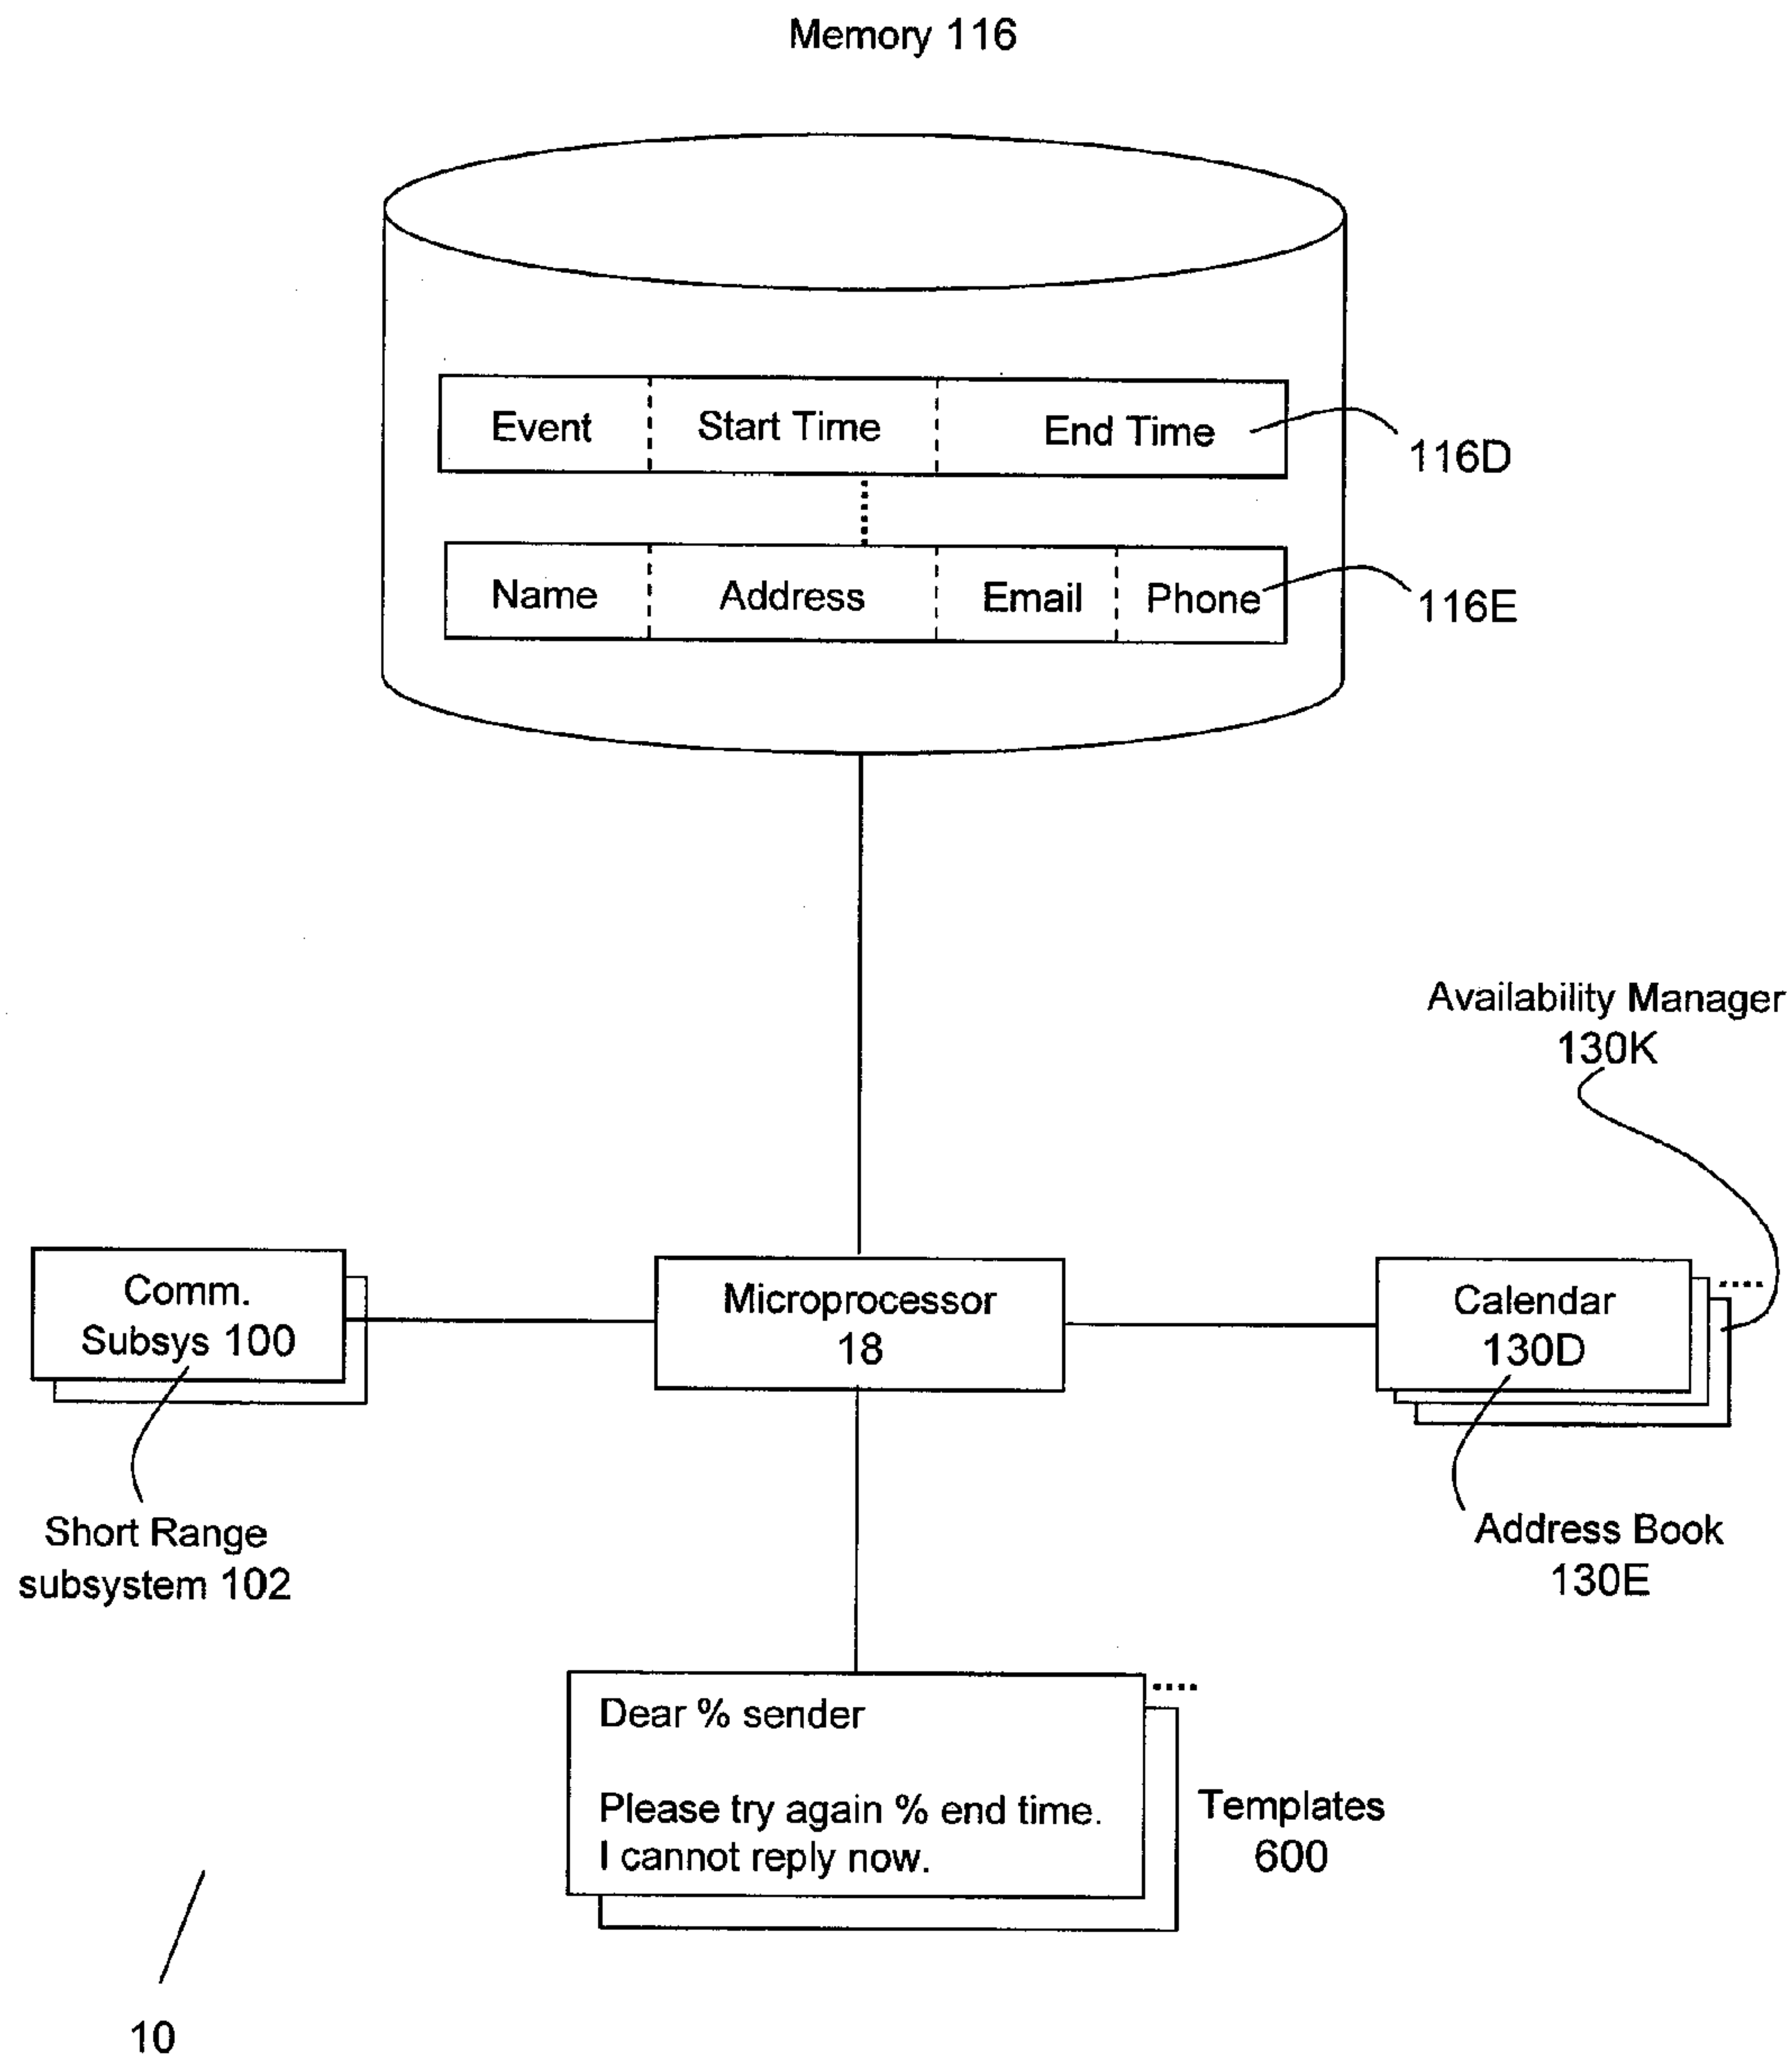 Memory 116
Event Start Time End Time
116D
Name Address Email Phone
116E
Availability Manager
130K
Comm.
Subsys 100
Microprocessor
18
Calendar
130D
Short Range
subsystem 102
Address Book
130E
Dear % sender
Please try again % end time.
I cannot reply now.
Templates
600
10